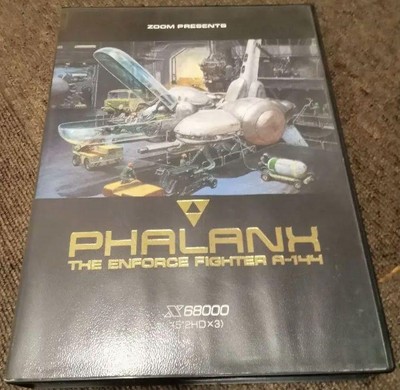 ZOOM PRESENTS
PHALANX
THE ENFORCE FIGHTER A-144
X68000
(5"2HD×3)